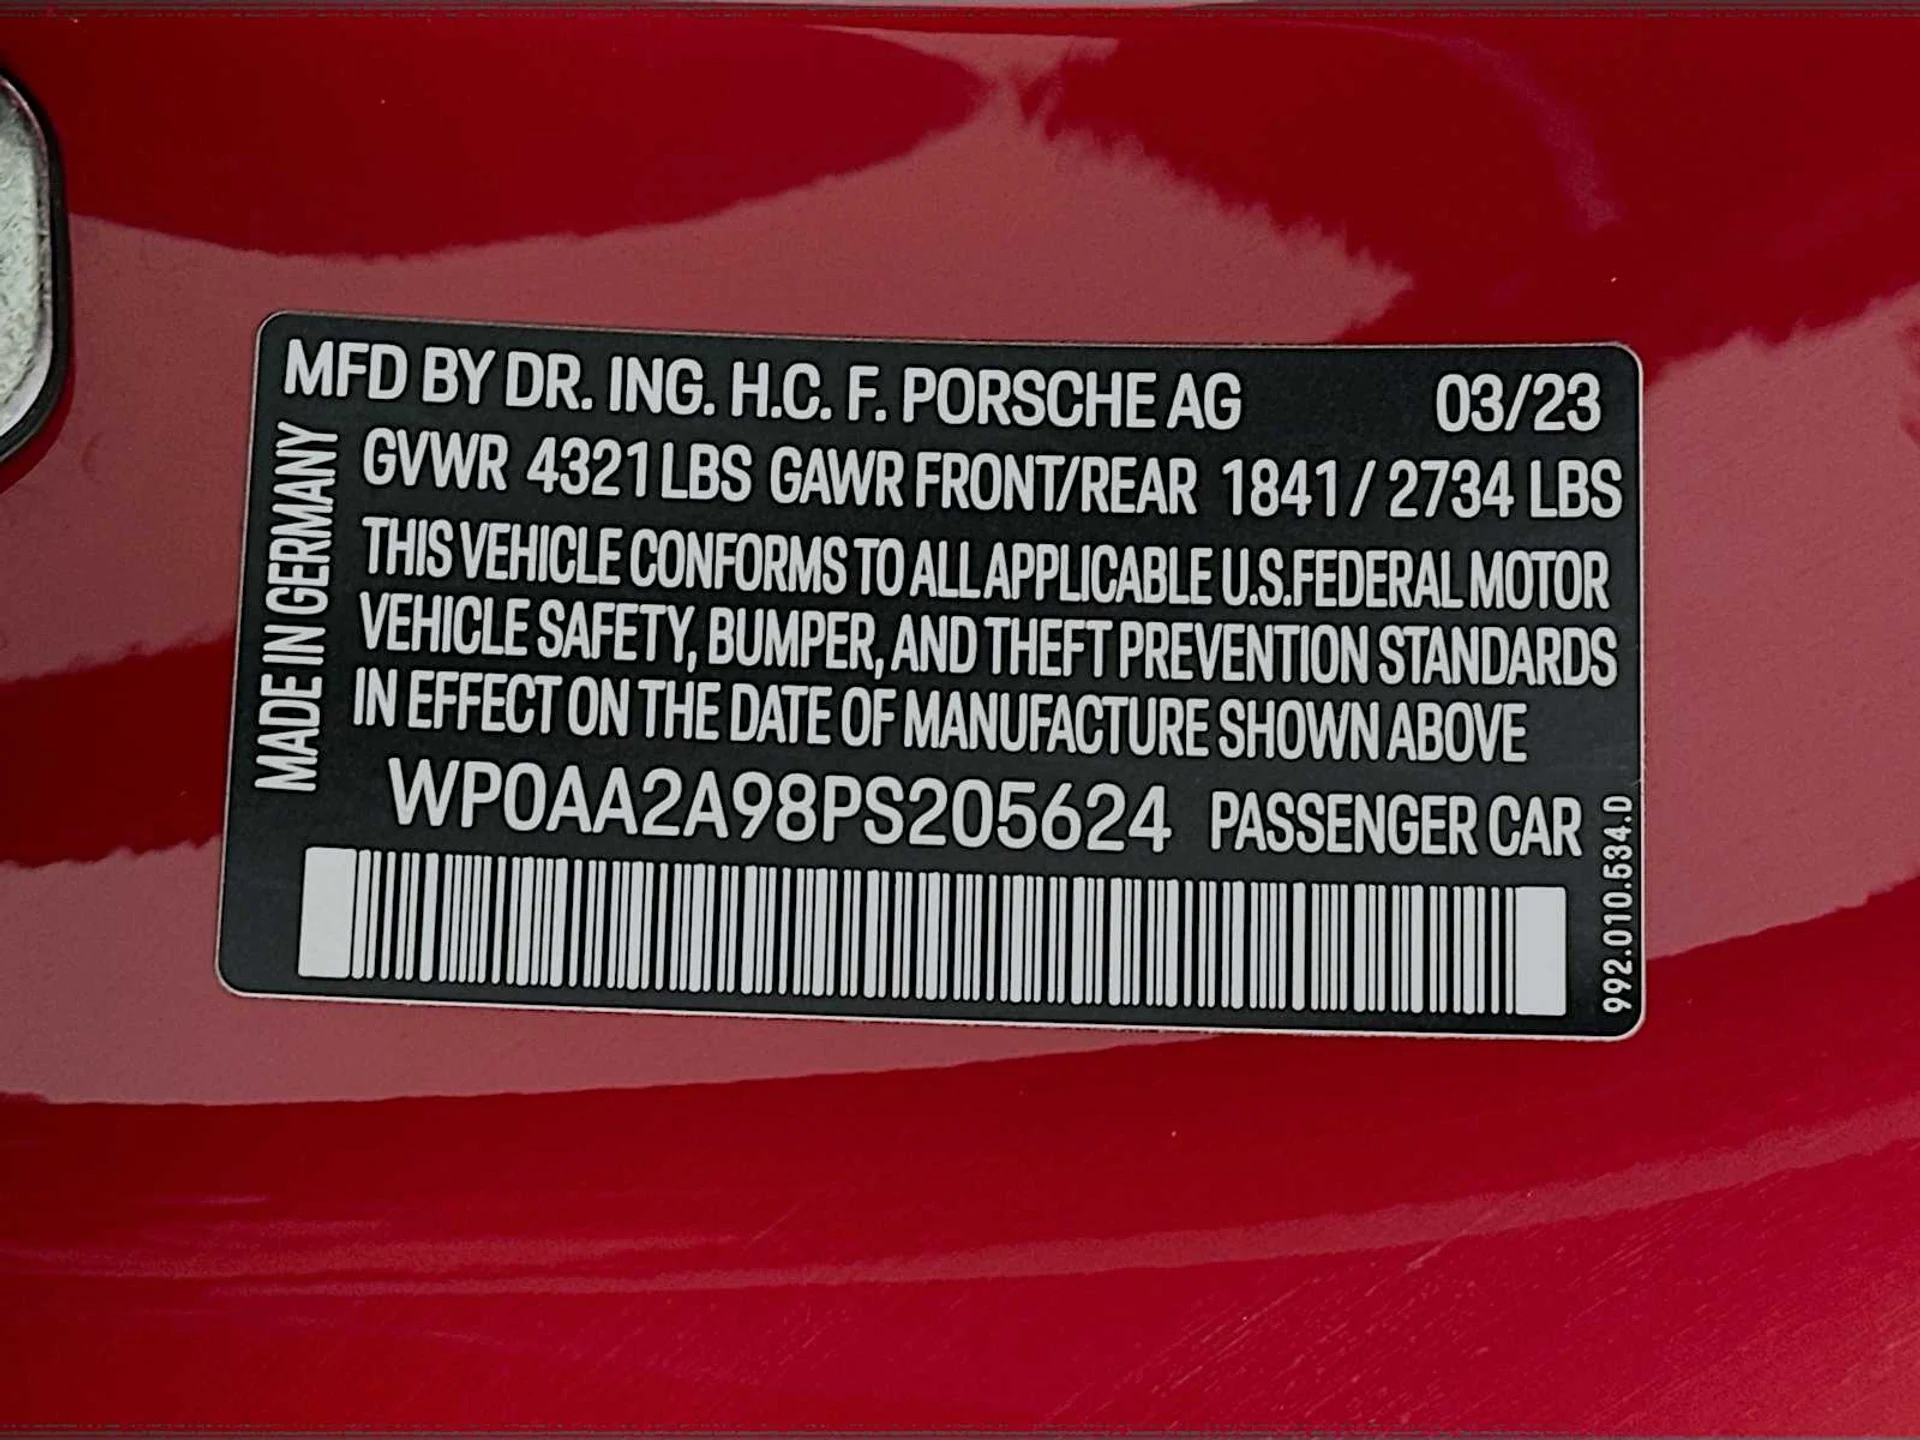 MFD BY DR. ING. H.C. F. PORSCHE AG 03/23
GVWR 4321 LBS GAWR FRONT/REAR 1841 / 2734 LBS
THIS VEHICLE CONFORMS TO ALL APPLICABLE U.S.FEDERAL MOTOR
VEHICLE SAFETY, BUMPER, AND THEFT PREVENTION STANDARDS
IN EFFECT ON THE DATE OF MANUFACTURE SHOWN ABOVE
WP0AA2A98PS205624 PASSENGER CAR
MADE IN GERMANY
992.010.534.D